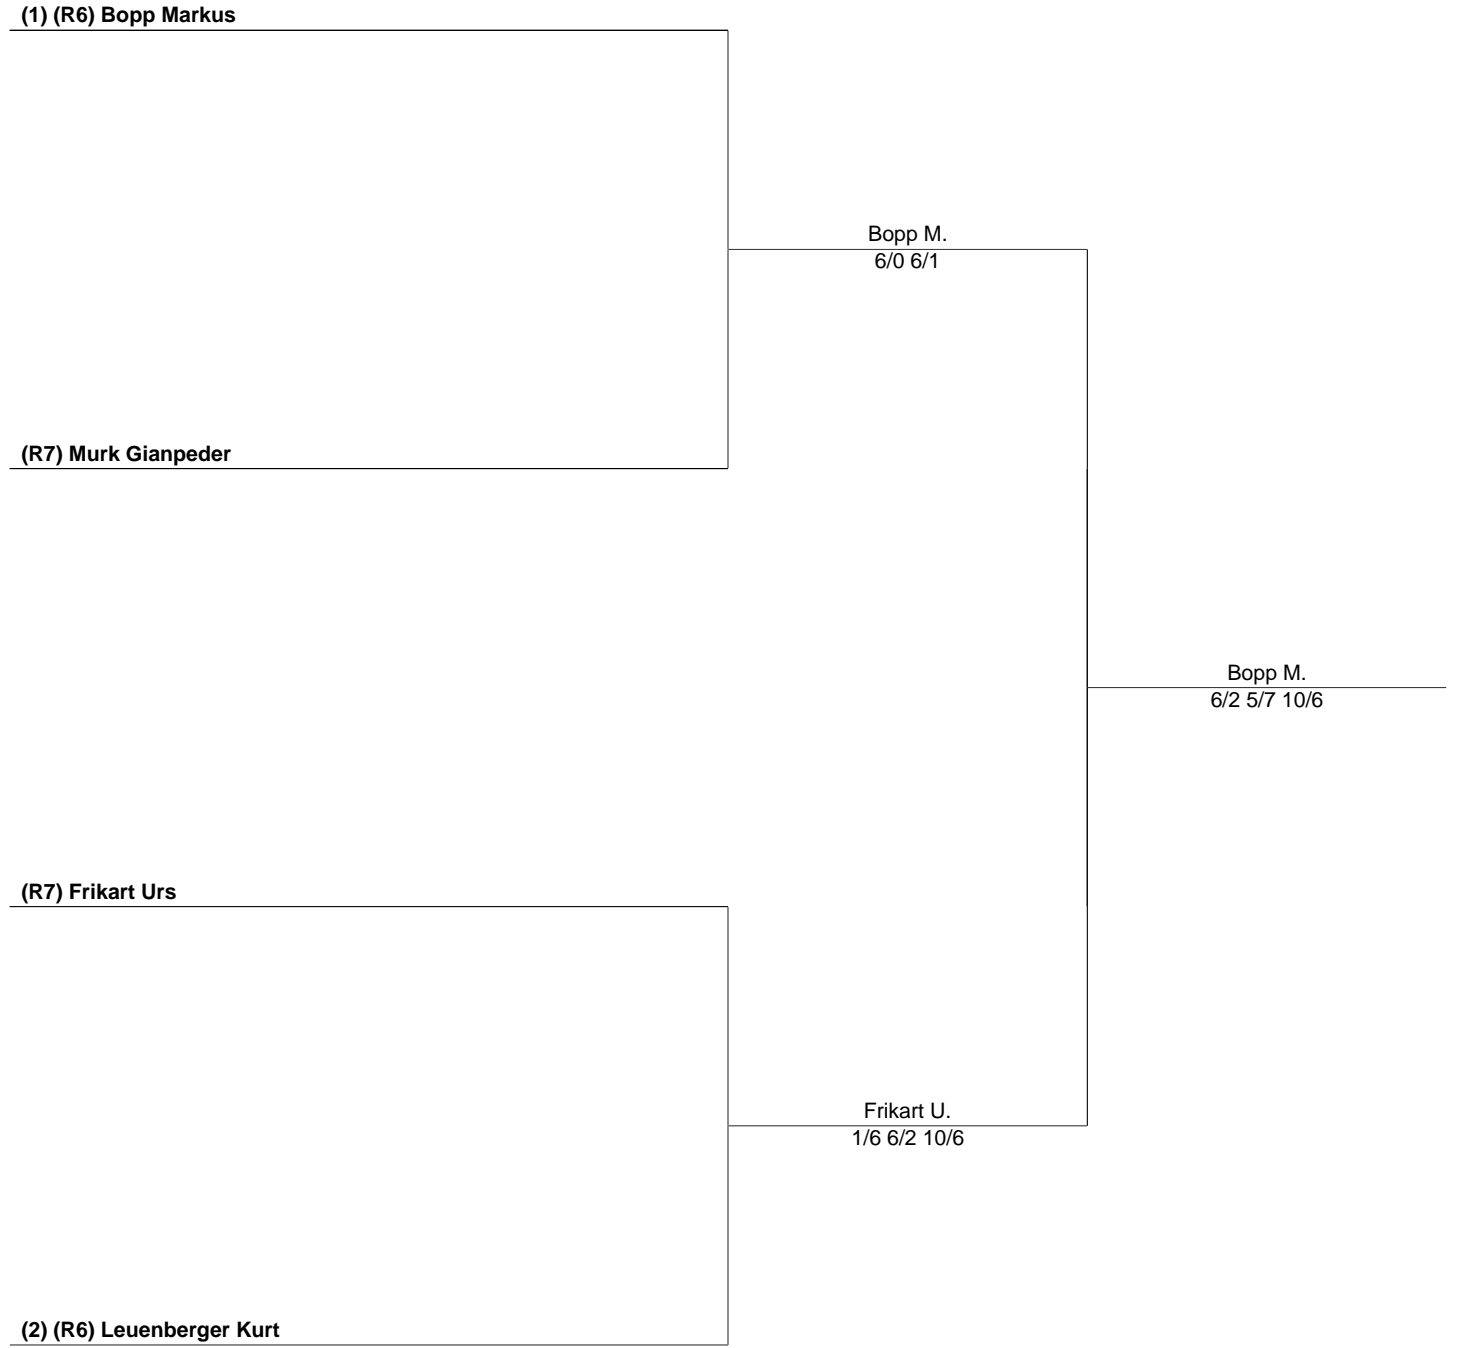 (1) (R6) Bopp Markus
Bopp M.
6/0 6/1
(R7) Murk Gianpeder
Bopp M.
6/2 5/7 10/6
(R7) Frikart Urs
Frikart U.
1/6 6/2 10/6
(2) (R6) Leuenberger Kurt